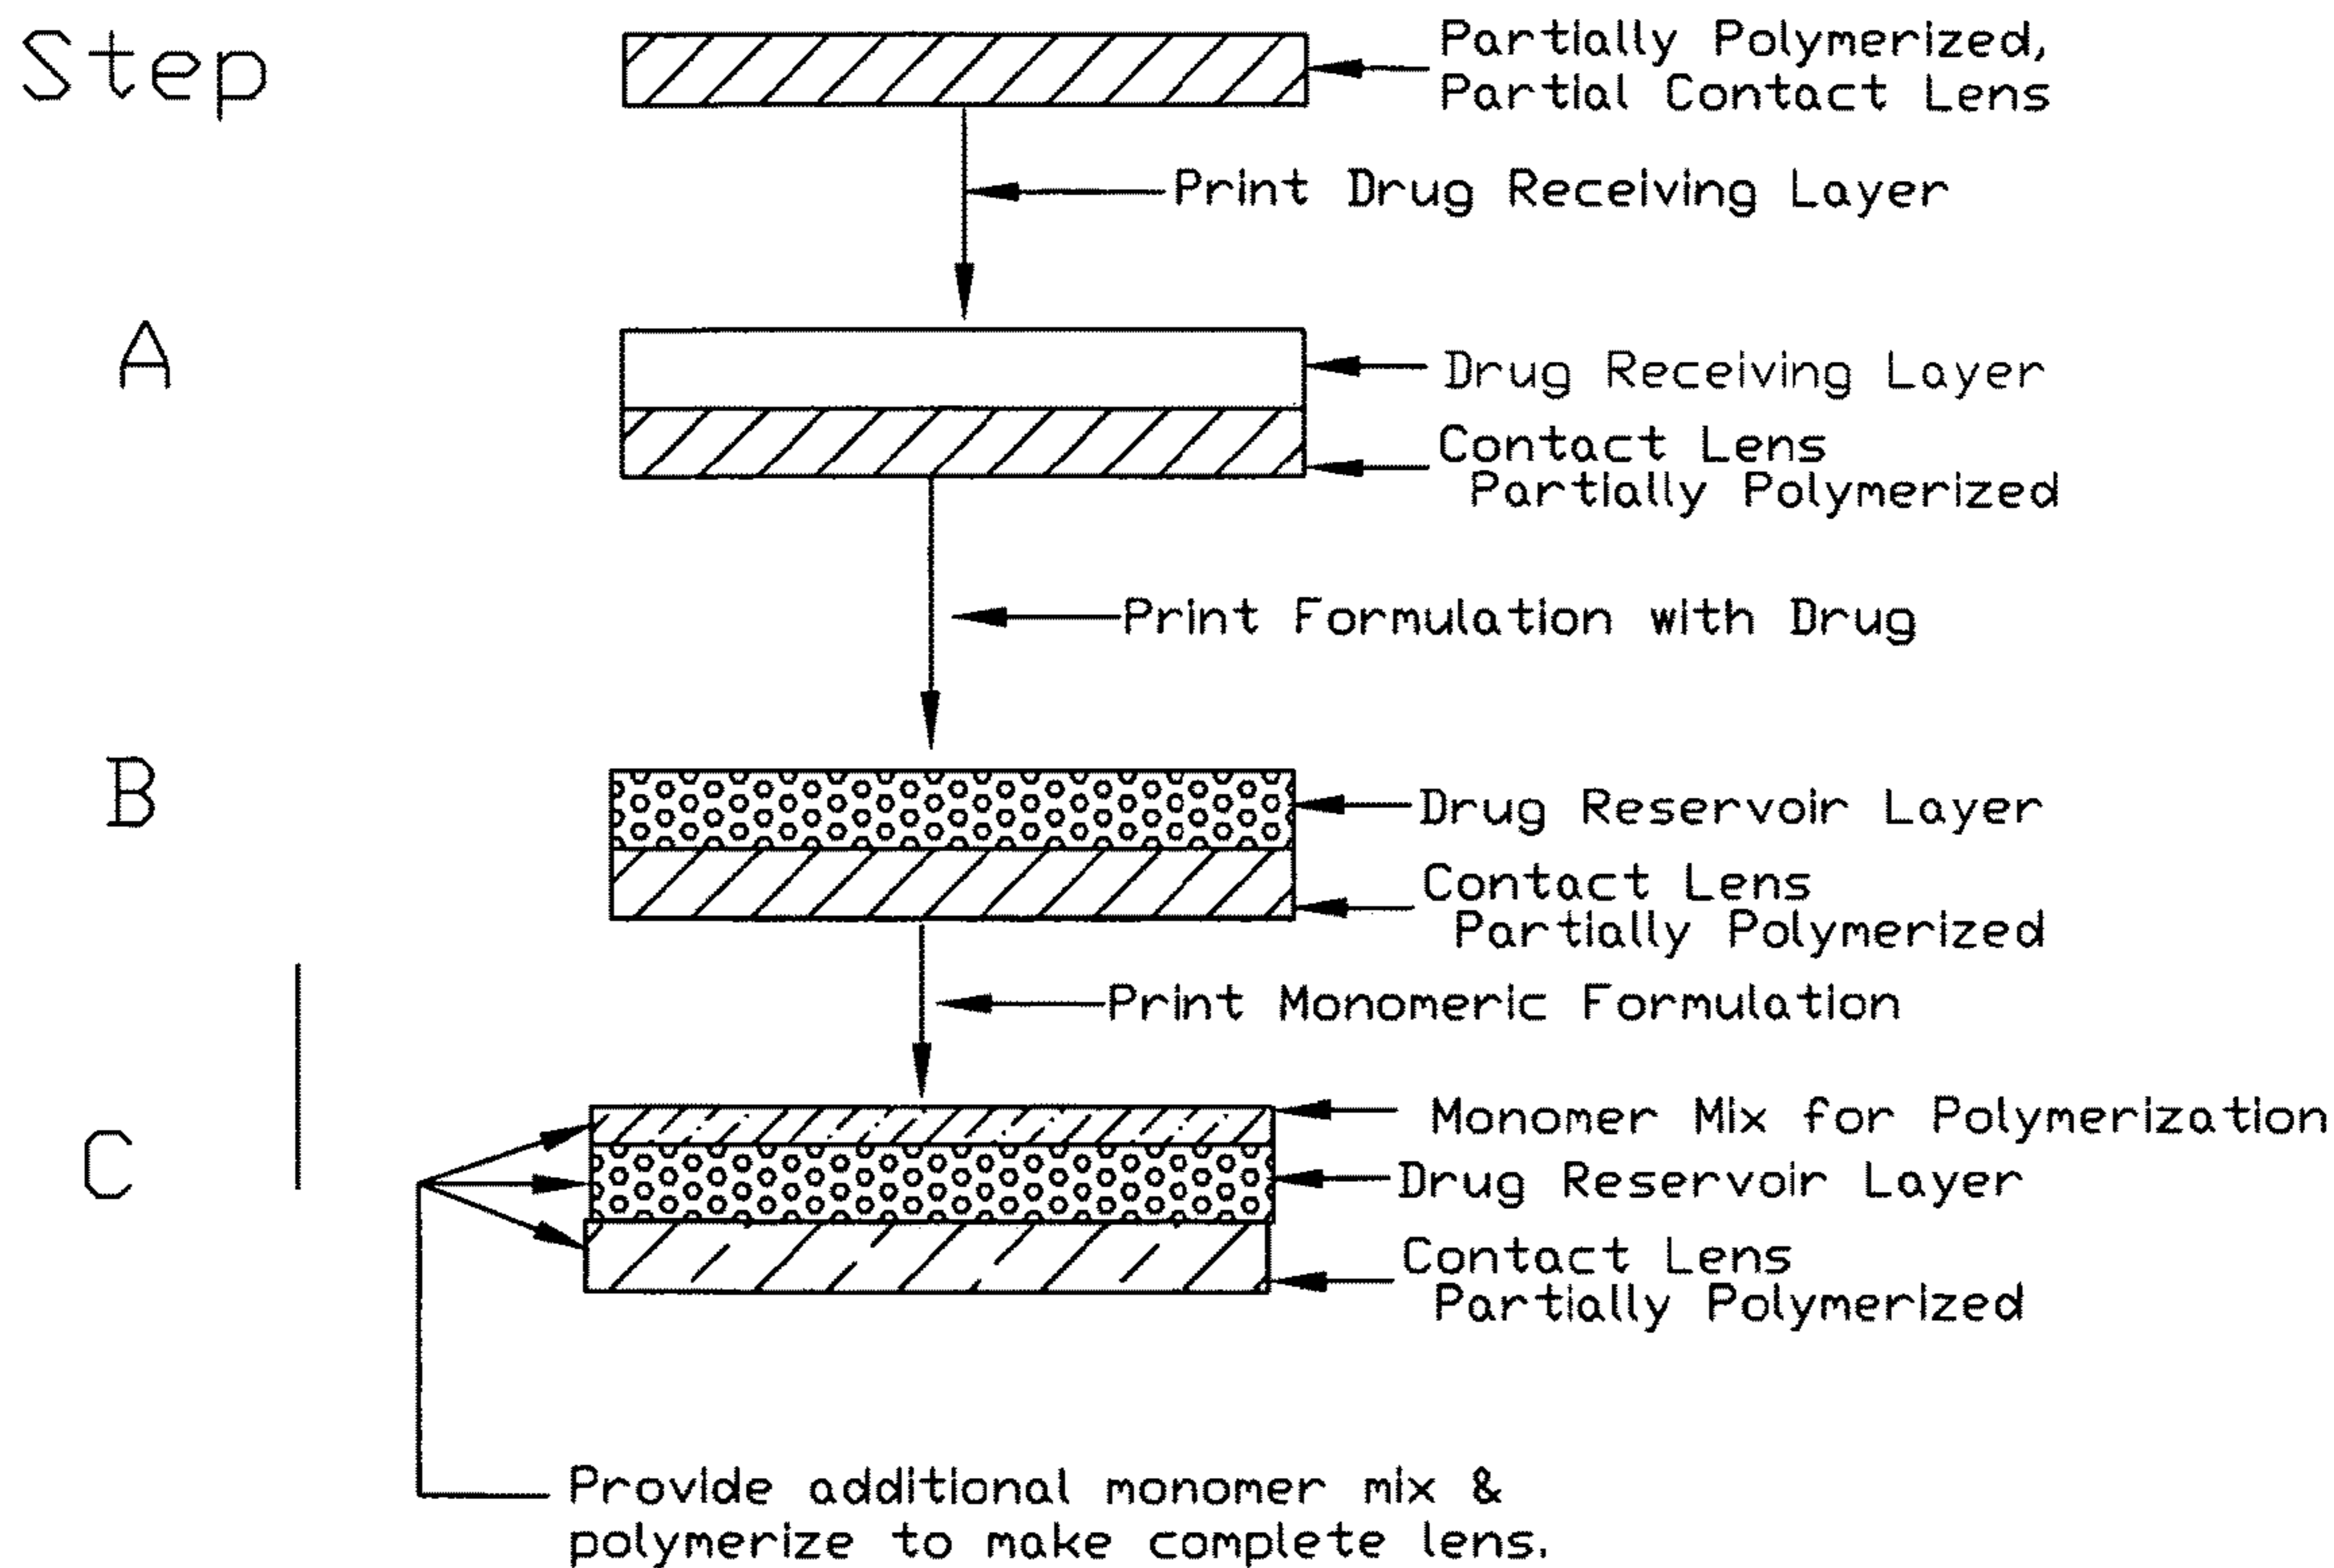 Step
Partially Polymerized,
Partial Contact Lens
Print Drug Receiving Layer
A
Drug Receiving Layer
Contact Lens
Partially Polymerized
Print Formulation with Drug
B
Drug Reservoir Layer
Contact Lens
Partially Polymerized
Print Monomeric Formulation
C
Monomer Mix for Polymerization
Drug Reservoir Layer
Contact Lens
Partially Polymerized
Provide additional monomer mix &
polymerize to make complete lens.